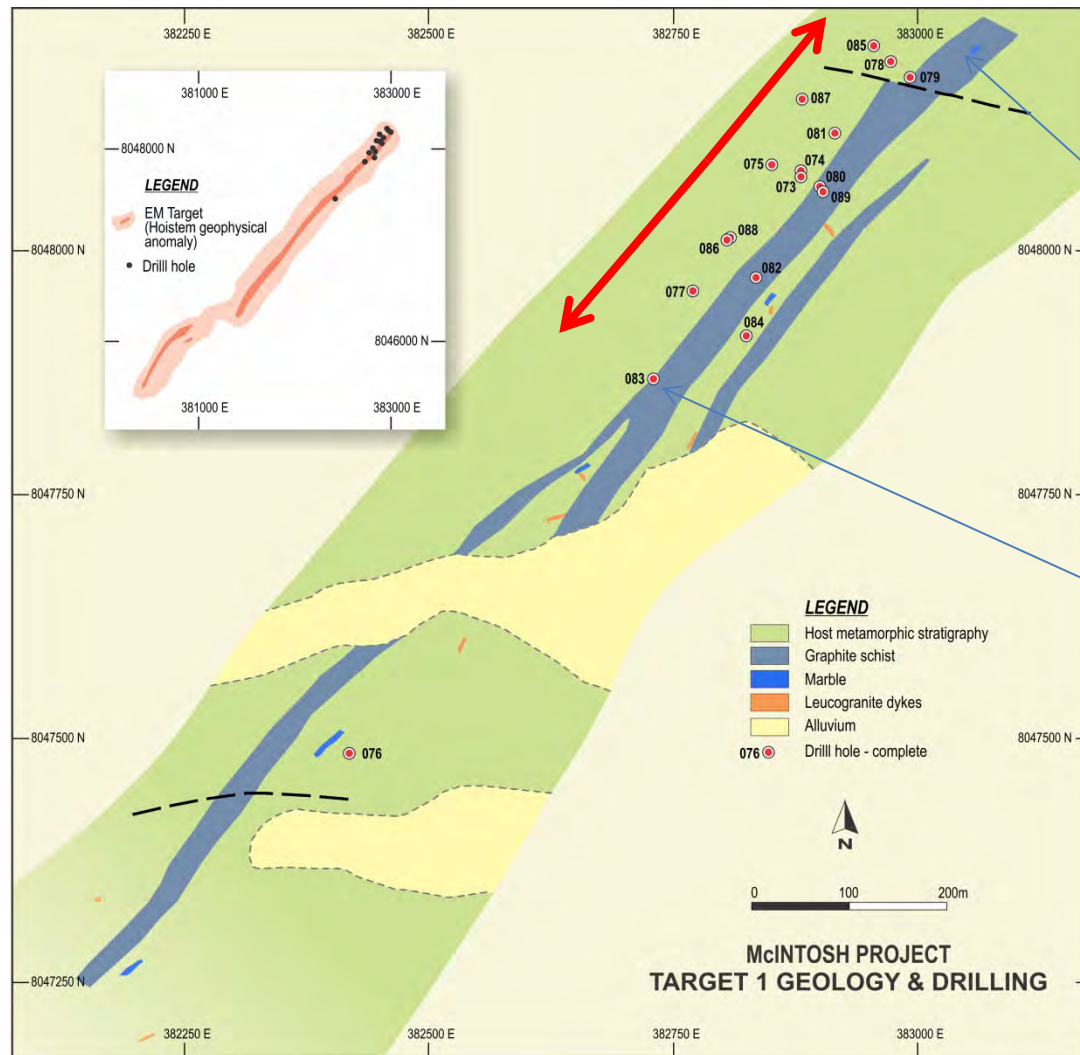 382250 E
382500 E
382750 E
383000 E
381000 E
383000 E
8048000 N
LEGEND
EM Target
(Hoistem geophysical
anomaly)
Drilll hole
8046000 N
381000 E
383000 E
085
078
079
087
081
074
075
073
080
089
8048000 N
8048000 N
088
086
082
077
084
083
8047750 N
8047750 N
LEGEND
Host metamorphic stratigraphy
Graphite schist
Marble
Leucogranite dykes
Alluvium
076 Drilll hole - complete
8047500 N
8047500 N
076
N
0 100 200m
McINTOSH PROJECT
TARGET 1 GEOLOGY & DRILLING
8047250 N
8047250 N
382250 E
382500 E
382750 E
383000 E